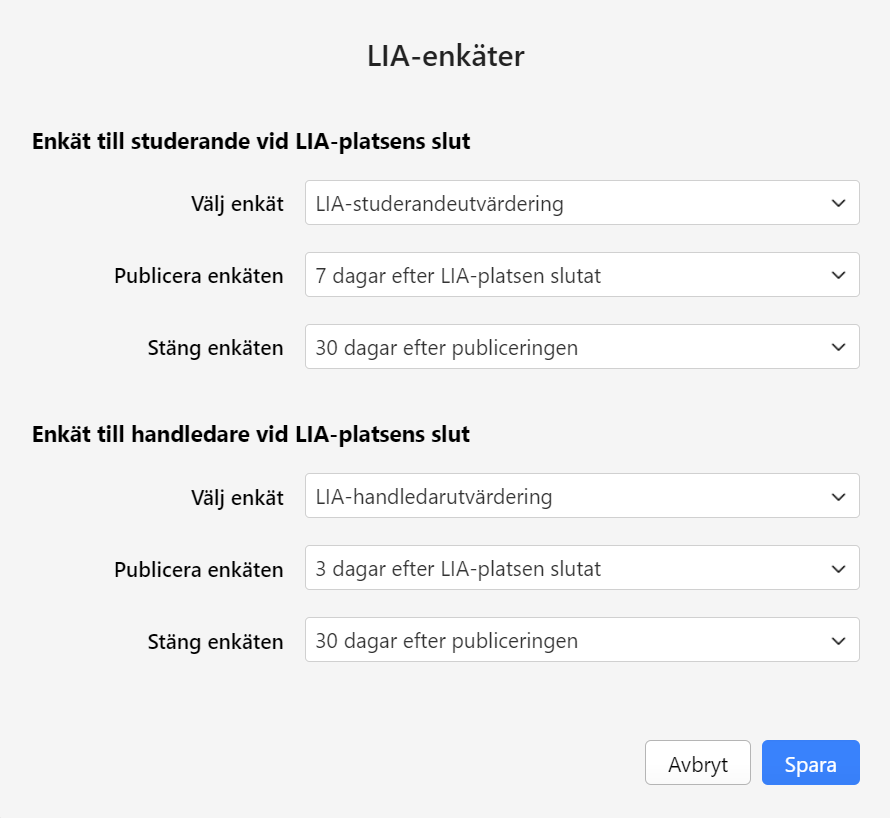 LIA-enkäter
Enkät till studerande vid LIA-platsens slut
Välj enkät LIA-studerandeutvärdering
Publicera enkäten 7 dagar efter LIA-platsen slutat
Stäng enkäten 30 dagar efter publiceringen
Enkät till handledare vid LIA-platsens slut
Välj enkät LIA-handledarutvärdering
Publicera enkäten 3 dagar efter LIA-platsen slutat
Stäng enkäten 30 dagar efter publiceringen
Avbryt Spara